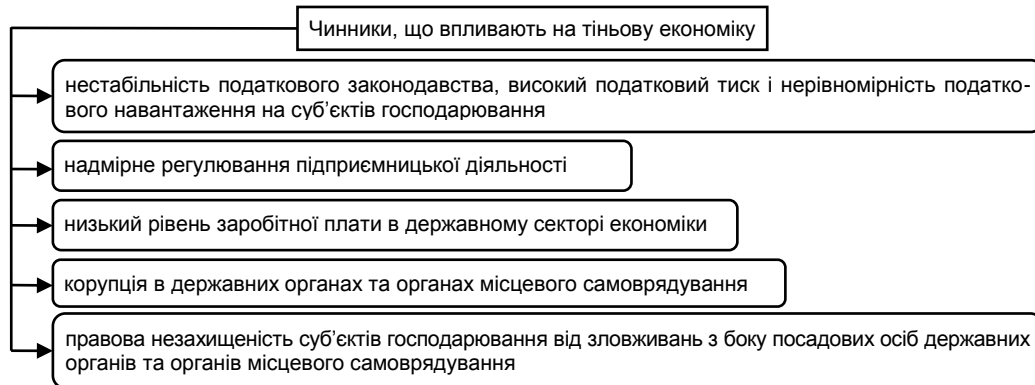 Чинники, що впливають на тіньову економіку
нестабільність податкового законодавства, високий податковий тиск і нерівномірність податко-
вого навантаження на суб’єктів господарювання
надмірне регулювання підприємницької діяльності
низький рівень заробітної плати в державному секторі економіки
корупція в державних органах та органах місцевого самоврядування
правова незахищеність суб’єктів господарювання від зловживань з боку посадових осіб державних
органів та органів місцевого самоврядування